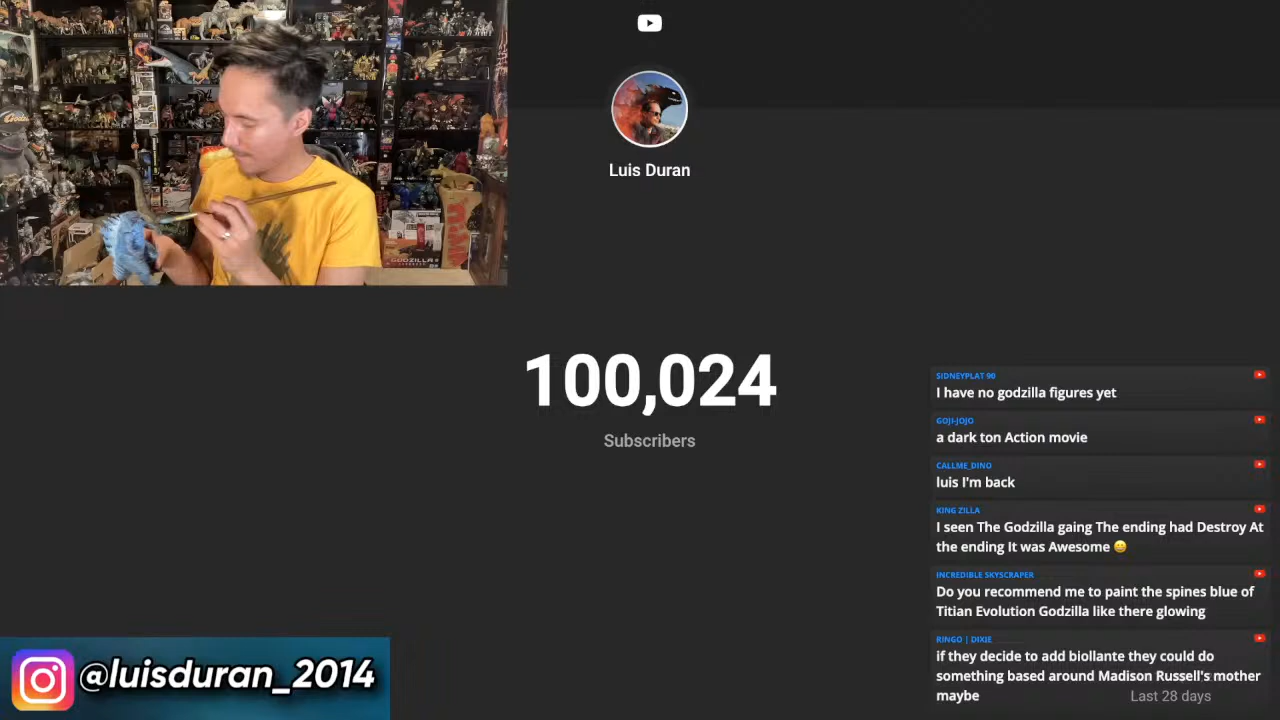 Luis Duran
100,024
Subscribers
SIDNEYPLAT 90
I have no godzilla figures yet
GOJI-JOJO
a dark ton Action movie
CALLME_DINO
luis I'm back
KING ZILLA
I seen The Godzilla gaing The ending had Destroy At
the ending It was Awesome 😄
INCREDIBLE SKYSCRAPER
Do you recommend me to paint the spines blue of
Titian Evolution Godzilla like there glowing
RINGO | DIXIE
if they decide to add biollante they could do
something based around Madison Russell's mother
maybe
Last 28 days
@luisduran_2014
GODZILLA